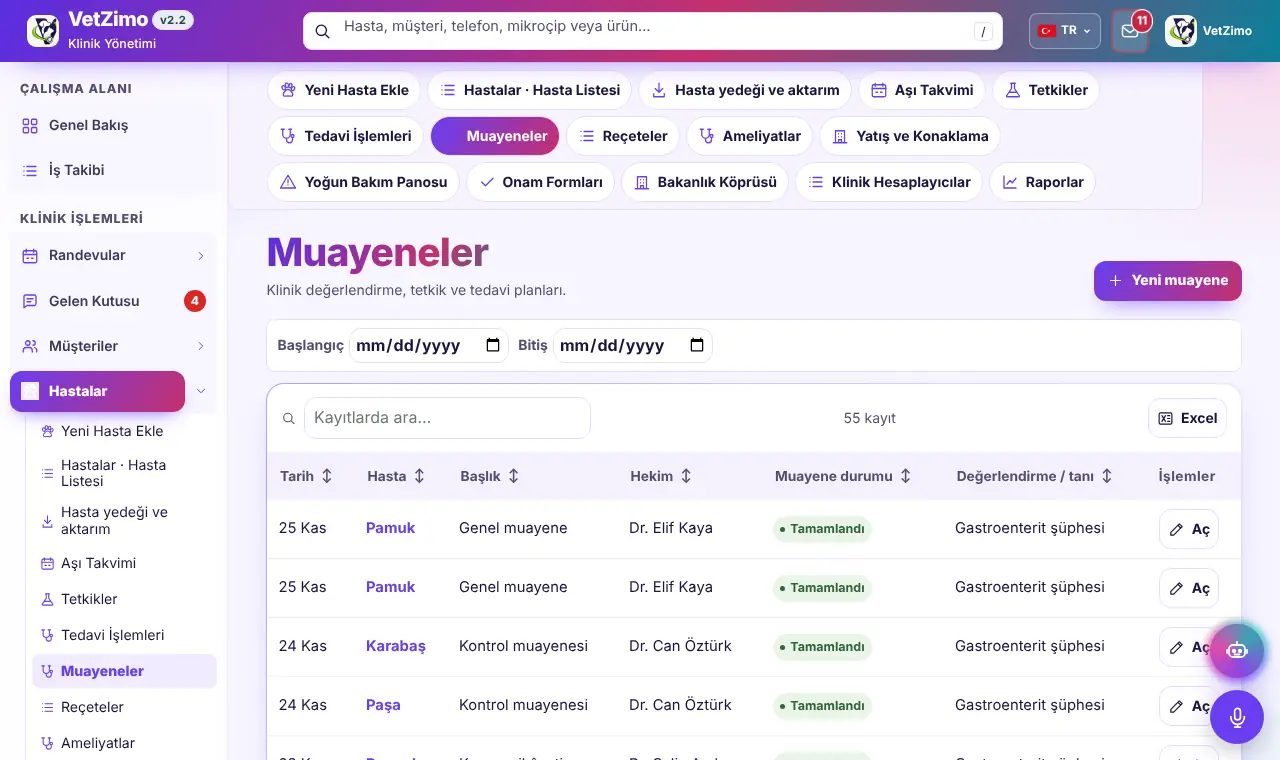 VetZimo v2.2
Klinik Yönetimi
Hasta, müşteri, telefon, mikroçip veya ürün...
/
TR
11
VetZimo
ÇALIŞMA ALANI
Genel Bakış
İş Takibi
KLİNİK İŞLEMLERİ
Randevular
Gelen Kutusu
4
Müşteriler
Hastalar
Yeni Hasta Ekle
Hastalar · Hasta
Listesi
Hasta yedeği ve
aktarım
Aşı Takvimi
Tetkikler
Tedavi İşlemleri
Muayeneler
Reçeteler
Ameliyatlar
Yeni Hasta Ekle
Hastalar · Hasta Listesi
Hasta yedeği ve aktarım
Aşı Takvimi
Tetkikler
Tedavi İşlemleri
Muayeneler
Reçeteler
Ameliyatlar
Yatış ve Konaklama
Yoğun Bakım Panosu
Onam Formları
Bakanlık Köprüsü
Klinik Hesaplayıcılar
Raporlar
Muayeneler
Klinik değerlendirme, tetkik ve tedavi planları.
Yeni muayene
Başlangıç mm/dd/yyyy Bitiş mm/dd/yyyy
Kayıtlarda ara...
55 kayıt
Excel
Tarih Hasta Başlık Hekim Muayene durumu Değerlendirme / tanı İşlemler
25 Kas Pamuk Genel muayene Dr. Elif Kaya Tamamlandı Gastroenterit şüphesi Aç
25 Kas Pamuk Genel muayene Dr. Elif Kaya Tamamlandı Gastroenterit şüphesi Aç
24 Kas Karabaş Kontrol muayenesi Dr. Can Öztürk Tamamlandı Gastroenterit şüphesi Aç
24 Kas Paşa Kontrol muayenesi Dr. Can Öztürk Tamamlandı Gastroenterit şüphesi Aç